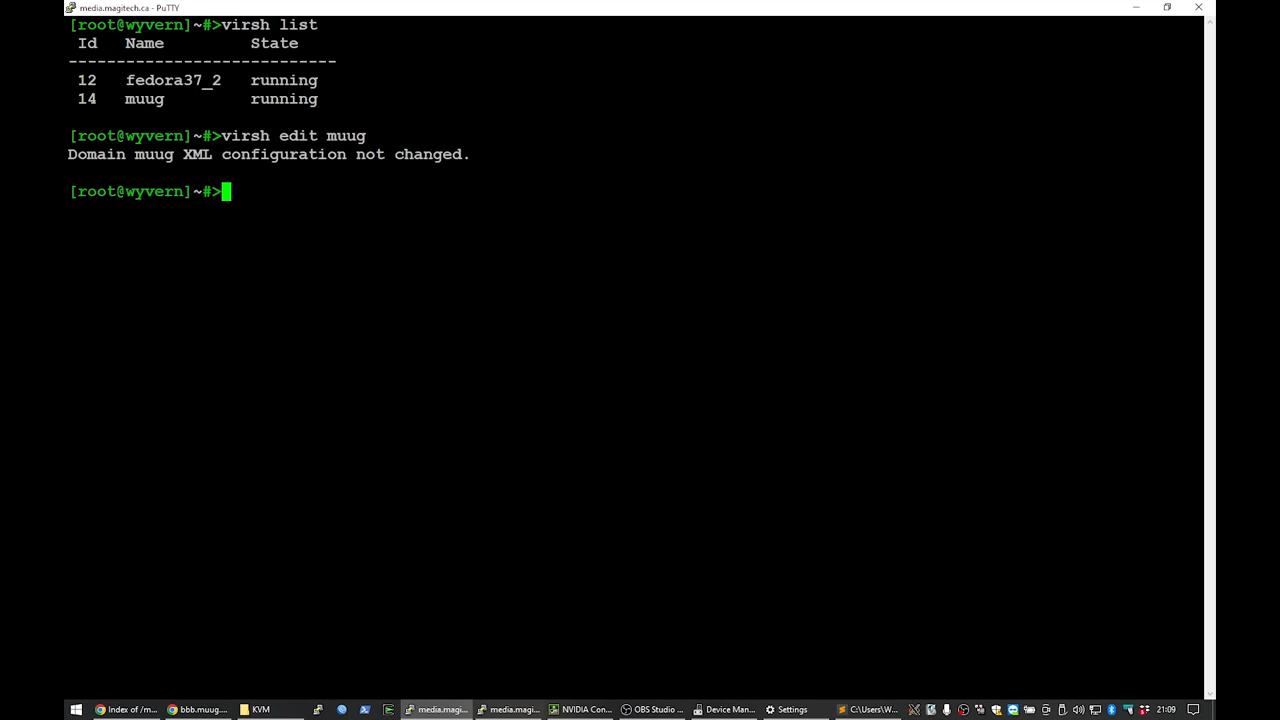 media.magitech.ca - PuTTY
[root@wyvern]~#>virsh list
Id Name State
----------------------------
12 fedora37_2 running
14 muug running
[root@wyvern]~#>virsh edit muug
Domain muug XML configuration not changed.
[root@wyvern]~#>
Index of /m... bbb.muug.... KVM media.magi... media.magi... NVIDIA Con... OBS Studio ... Device Man... Settings C:\Users\W... 21:09